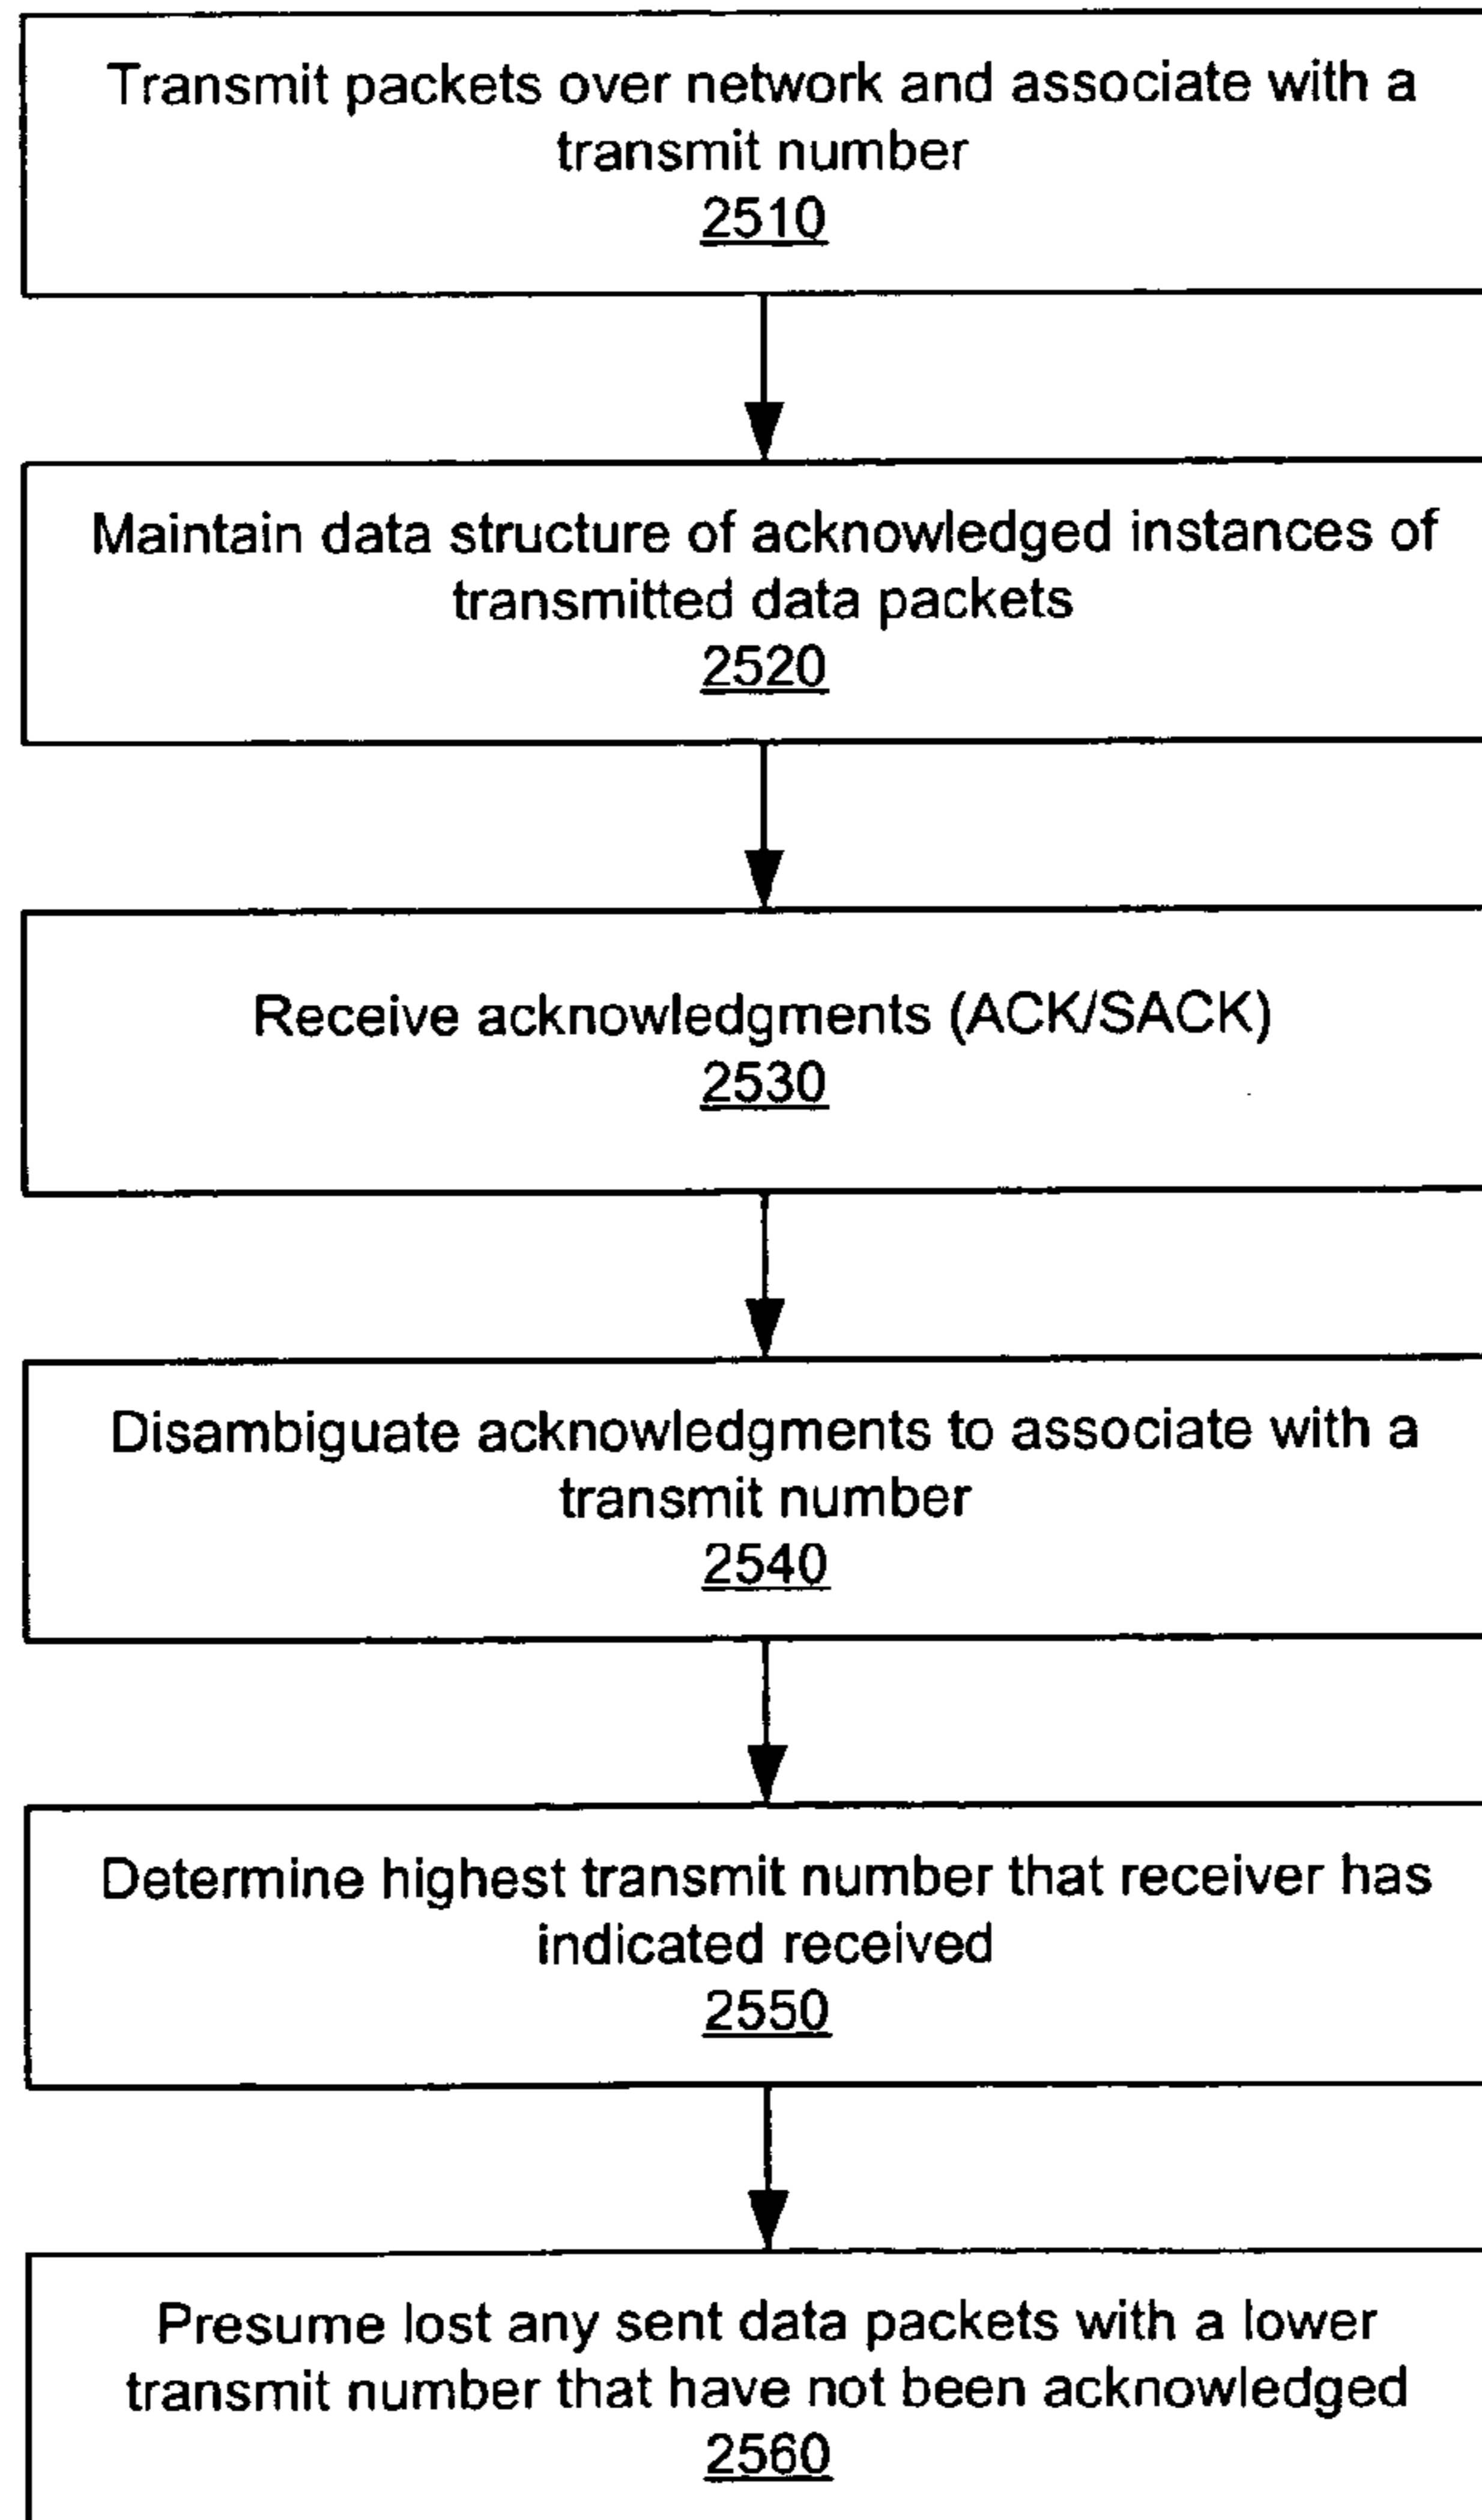 Transmit packets over network and associate with a
transmit number
2510
Maintain data structure of acknowledged instances of
transmitted data packets
2520
Receive acknowledgments (ACK/SACK)
2530
Disambiguate acknowledgments to associate with a
transmit number
2540
Determine highest transmit number that receiver has
indicated received
2550
Presume lost any sent data packets with a lower
transmit number that have not been acknowledged
2560